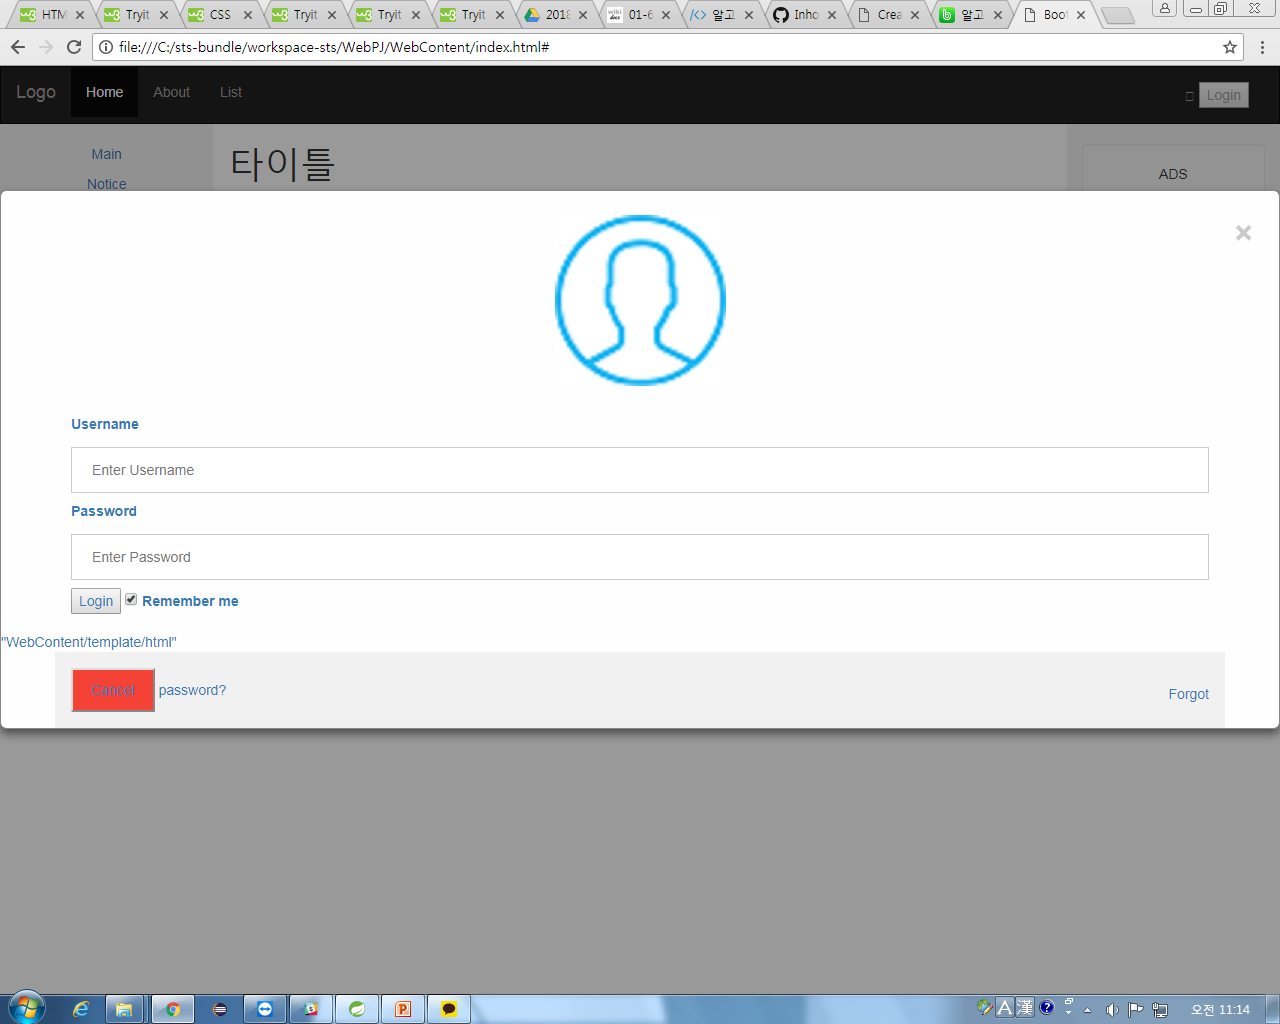 HTM Tryit CSS Tryit Tryit Tryit 2018 01-6 알고 Inho Crea 알고 Boot
file:///C:/sts-bundle/workspace-sts/WebPJ/WebContent/index.html#
Logo Home About List Login
Main
타이틀
Notice
ADS
×
Username
Enter Username
Password
Enter Password
Login Remember me
"WebContent/template/html"
Cancel password?
Forgot
A 漢 오전 11:14